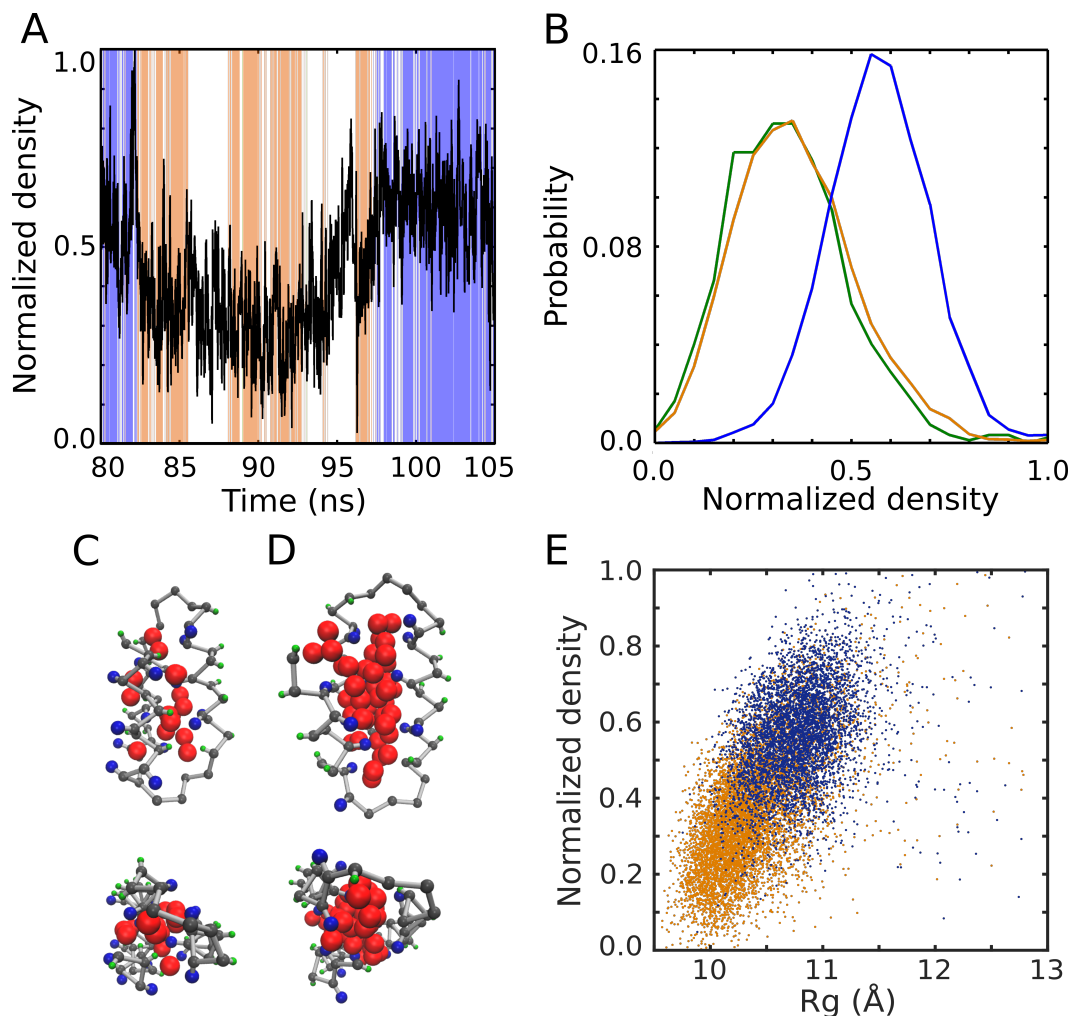 A
Normalized density
1.0
0.5
0.0
80 85 90 95 100 105
Time (ns)
B
Probability
0.16
0.08
0.0
0.0 0.5 1.0
Normalized density
C
D
E
Normalized density
1.0
0.8
0.6
0.4
0.2
0.0
10 11 12 13
Rg (Å)